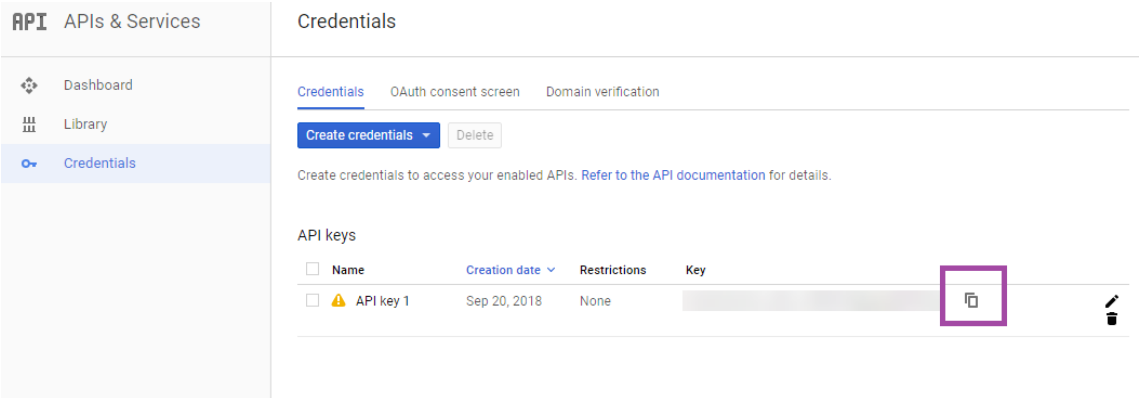 API APIs & Services
Credentials
Dashboard
Library
Credentials
Credentials OAuth consent screen Domain verification
Create credentials Delete
Create credentials to access your enabled APIs. Refer to the API documentation for details.
API keys
Name Creation date Restrictions Key
API key 1 Sep 20, 2018 None